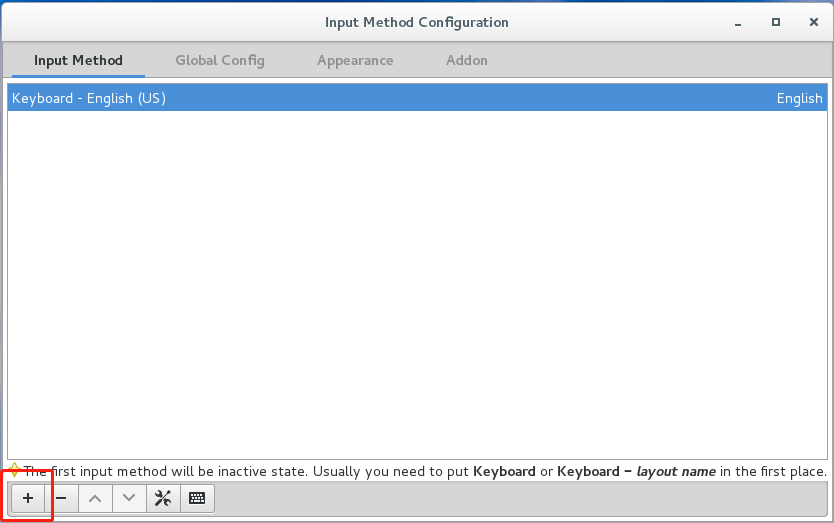 Input Method Configuration
Input Method Global Config Appearance Addon
Keyboard - English (US) English
The first input method will be inactive state. Usually you need to put Keyboard or Keyboard – layout name in the first place.